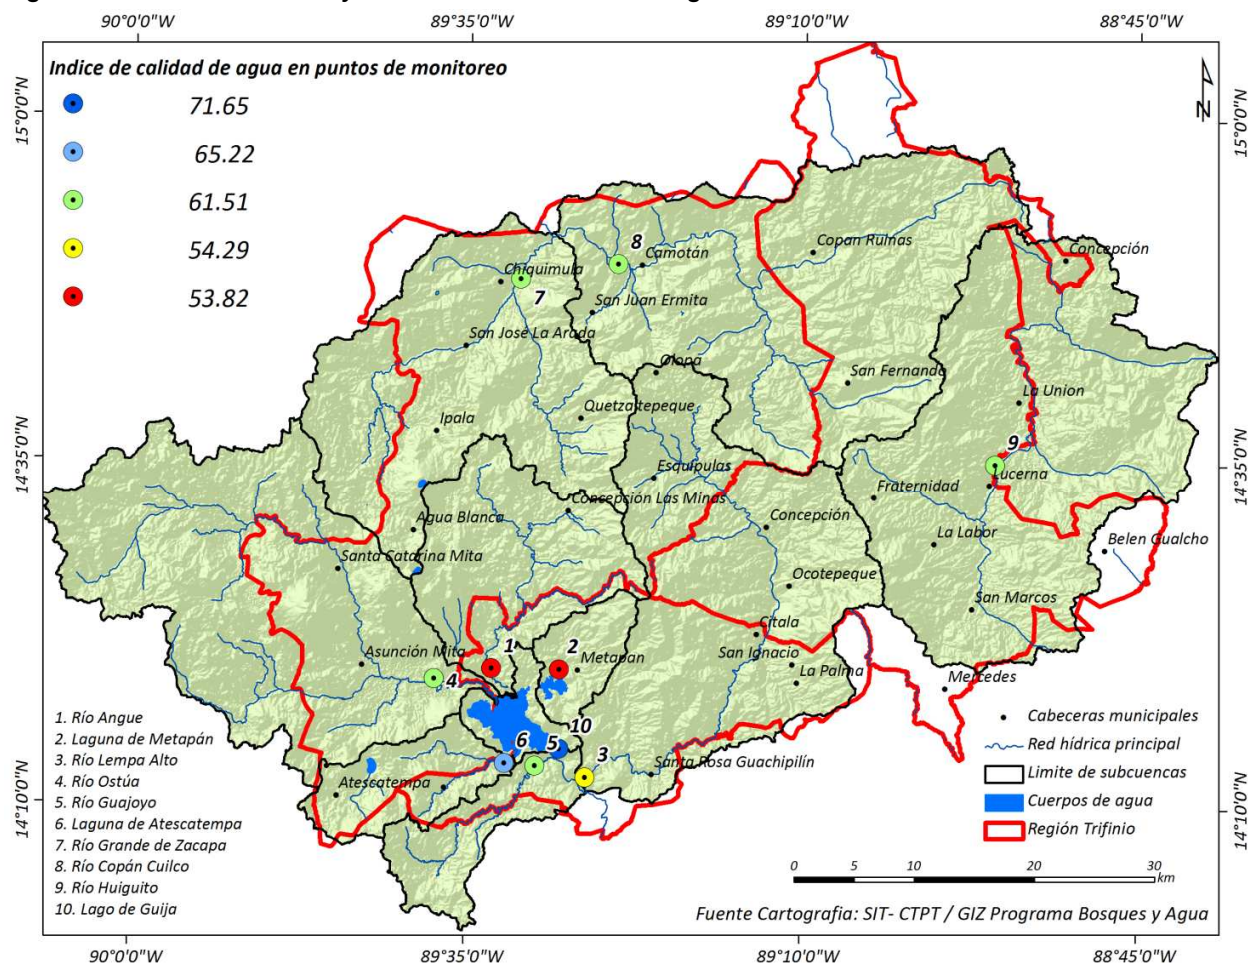 90°0'0"W 89°35'0"W 89°10'0"W 88°45'0"W
Indice de calidad de agua en puntos de monitoreo
71.65
65.22
61.51
54.29
53.82
N
15°0'0"N
15°0'0"N
14°35'0"N
14°35'0"N
14°10'0"N
14°10'0"N
8
Camotán
Copan Ruinas
Concepción
Chiquimula
7
San Juan Ermita
San José La Arada
Olopa
San Fernando
La Union
Quetzaltepeque
Ipala
9
Esquipulas
Lucerna
Fraternidad
Concepción Las Minas
Agua Blanca
Concepción
La Labor
Belen Gualcho
Santa Catarina Mita
Ocotepeque
San Marcos
Citala
1
2
Asunción Mita
Metapan
San Ignacio
La Palma
4
Mercedes
10
6
5
3
Santa Rosa Guachipilín
Atescatempa
1. Río Angue
2. Laguna de Metapán
3. Río Lempa Alto
4. Río Ostúa
5. Río Guajoyo
6. Laguna de Atescatempa
7. Río Grande de Zacapa
8. Río Copán Cuilco
9. Río Huiguito
10. Lago de Guija
Cabeceras municipales
Red hídrica principal
Limite de subcuencas
Cuerpos de agua
Región Trifinio
0 5 10 20 30
km
Fuente Cartografia: SIT- CTPT / GIZ Programa Bosques y Agua
90°0'0"W 89°35'0"W 89°10'0"W 88°45'0"W